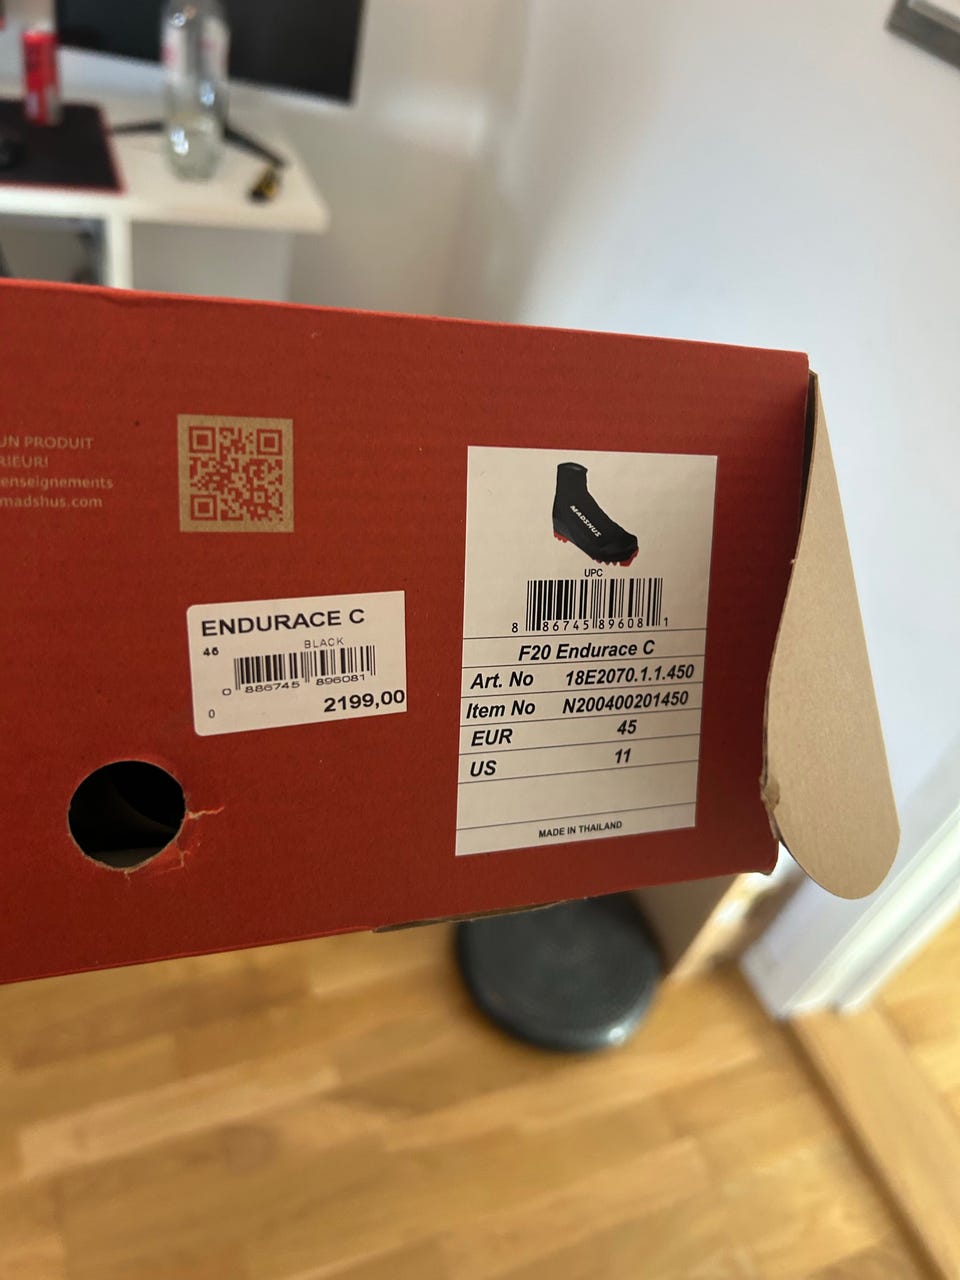 UN PRODUIT
RIEUR!
enseignements
madshus.com
ENDURACE C
46
BLACK
0 886745 896081
2199,00
0
MADSHUS
UPC
8 86745 89608 1
F20 Endurace C
Art. No 18E2070.1.1.450
Item No N200400201450
EUR 45
US 11
MADE IN THAILAND